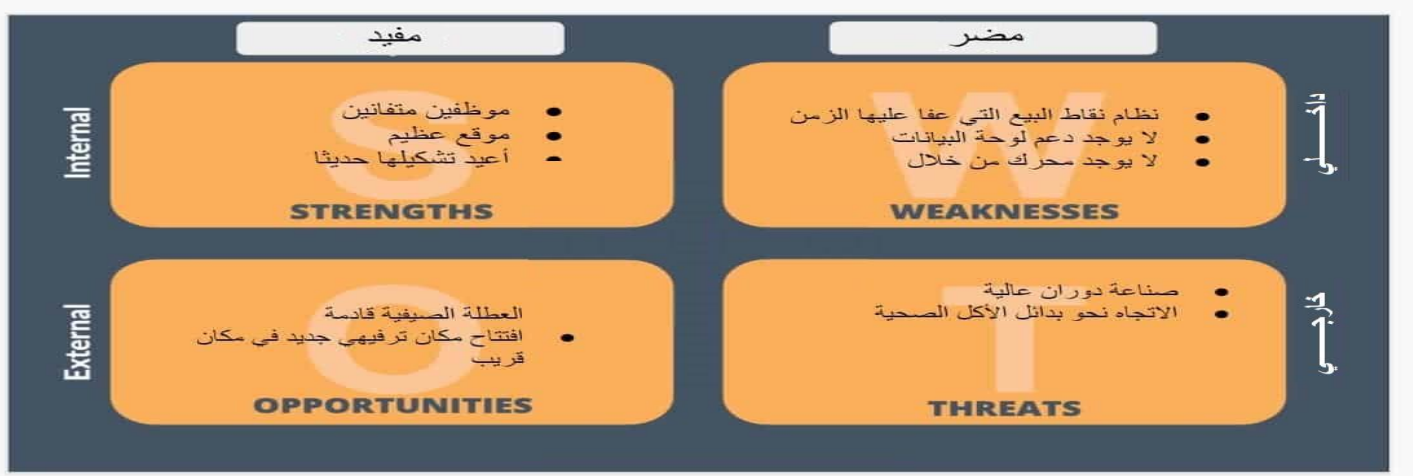 مفيد
مضر
Internal
داخلي
S
موظفين متفانين
موقع عظيم
أعيد تشكيلها حديثا
STRENGTHS
W
نظام نقاط البيع التي عفا عليها الزمن
لا يوجد دعم لوحة البيانات
لا يوجد محرك من خلال
WEAKNESSES
External
خارجي
O
العطلة الصيفية قادمة
افتتاح مكان ترفيهي جديد في مكان
قريب
OPPORTUNITIES
T
صناعة دوران عالية
الاتجاه نحو بدائل الأكل الصحية
THREATS